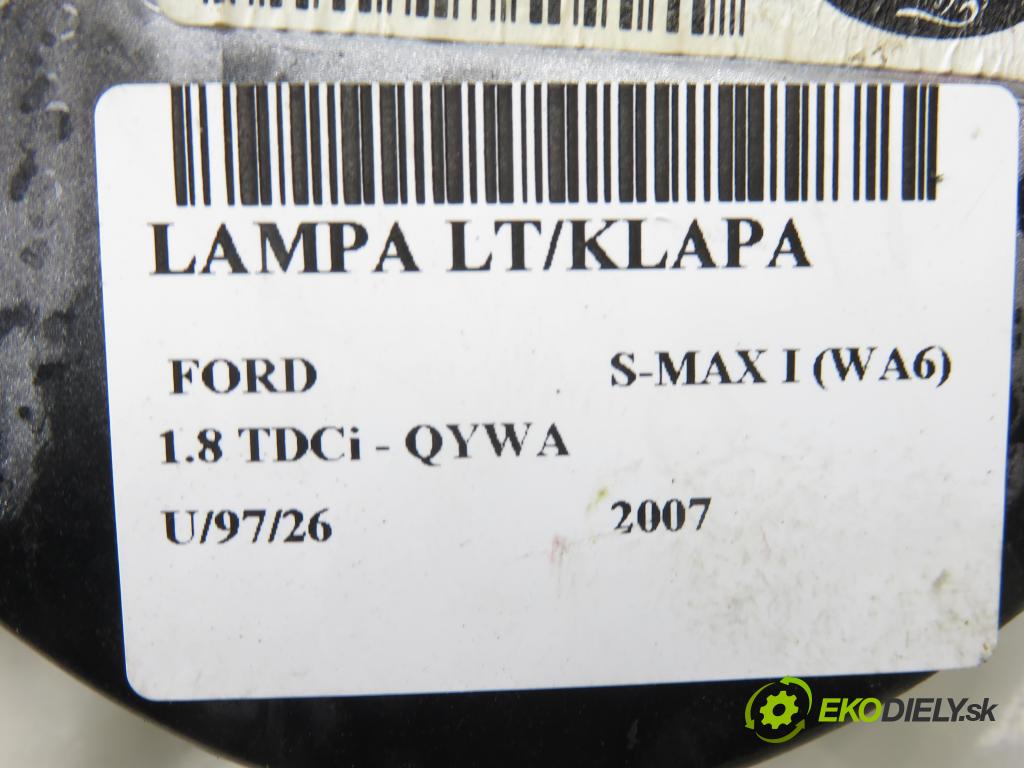 LAMPA LT/KLAPA
FORD S-MAX I (WA6)
1.8 TDCi - QYWA
U/97/26 2007
EKODIELY.sk